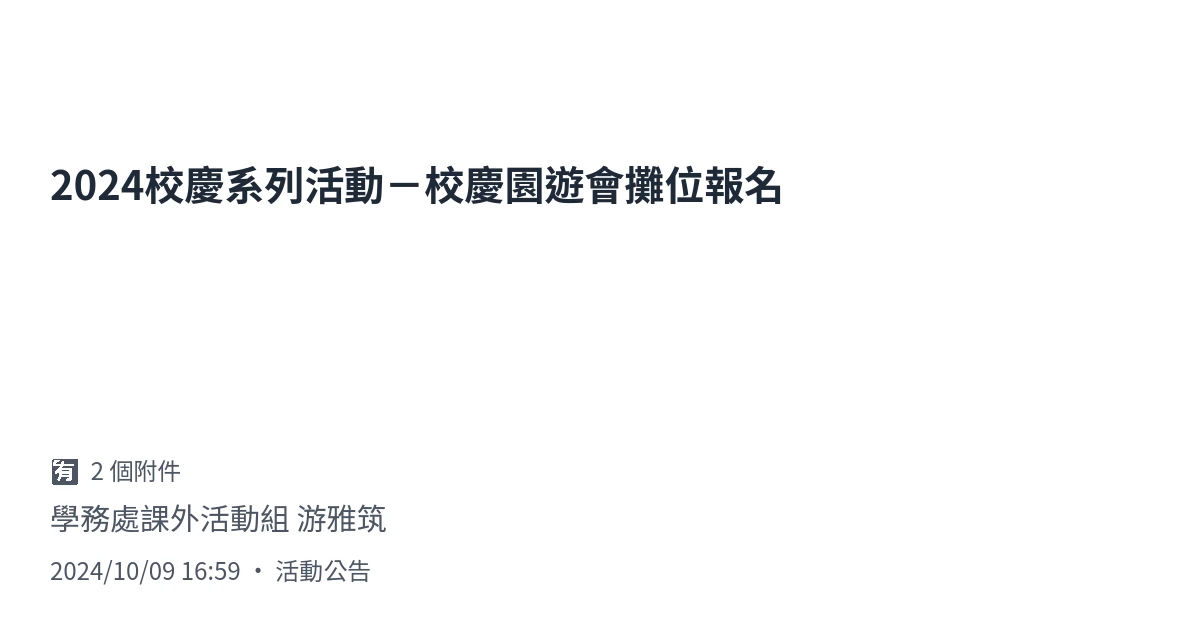 2024校慶系列活動－校慶園遊會攤位報名
有 2 個附件
學務處課外活動組 游雅筑
2024/10/09 16:59 • 活動公告